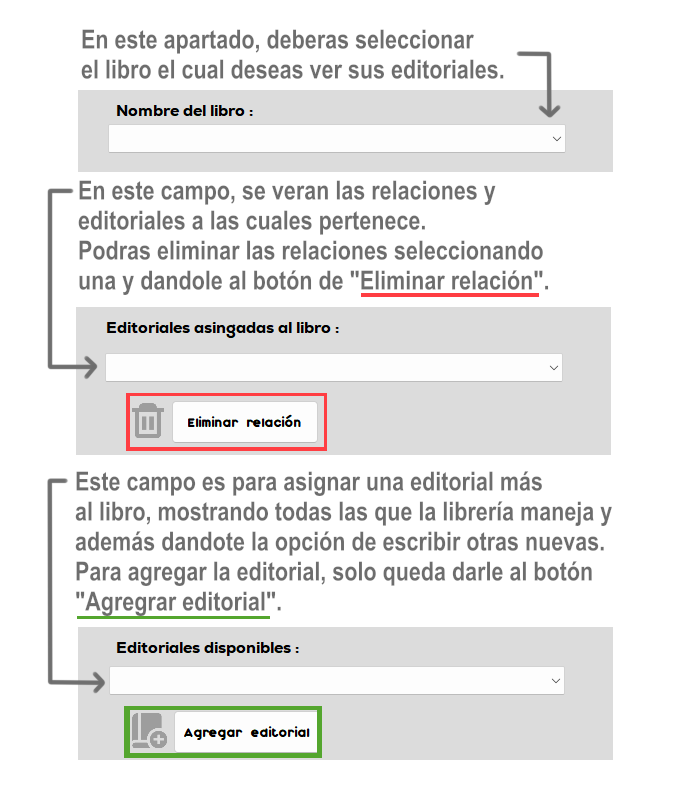 En este apartado, deberas seleccionar
el libro el cual deseas ver sus editoriales.
Nombre del libro :
En este campo, se veran las relaciones y
editoriales a las cuales pertenece.
Podras eliminar las relaciones seleccionando
una y dandole al botón de "Eliminar relación".
Editoriales asingadas al libro :
Eliminar relación
Este campo es para asignar una editorial más
al libro, mostrando todas las que la librería maneja y
además dandote la opción de escribir otras nuevas.
Para agregar la editorial, solo queda darle al botón
"Agregrar editorial".
Editoriales disponibles :
Agregar editorial